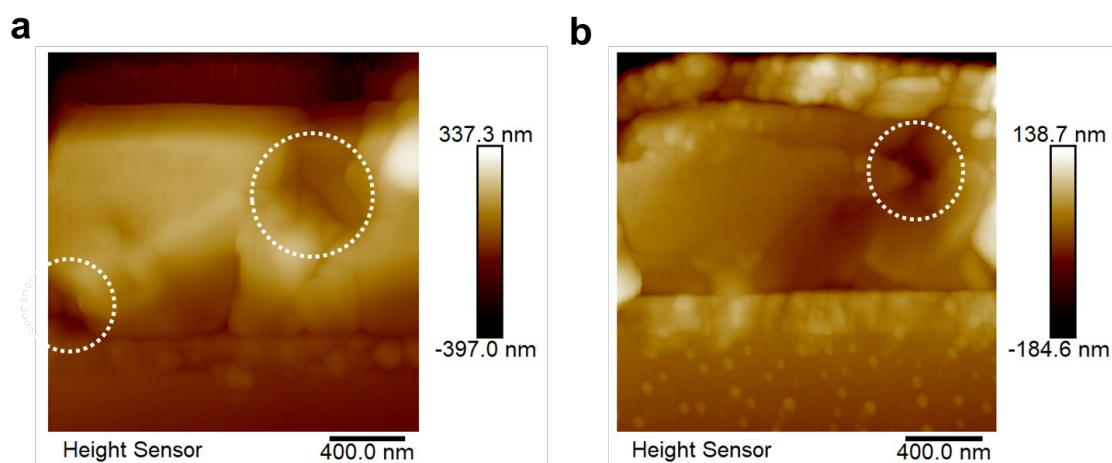 a
b
337.3 nm
-397.0 nm
Height Sensor
400.0 nm
138.7 nm
-184.6 nm
Height Sensor
400.0 nm